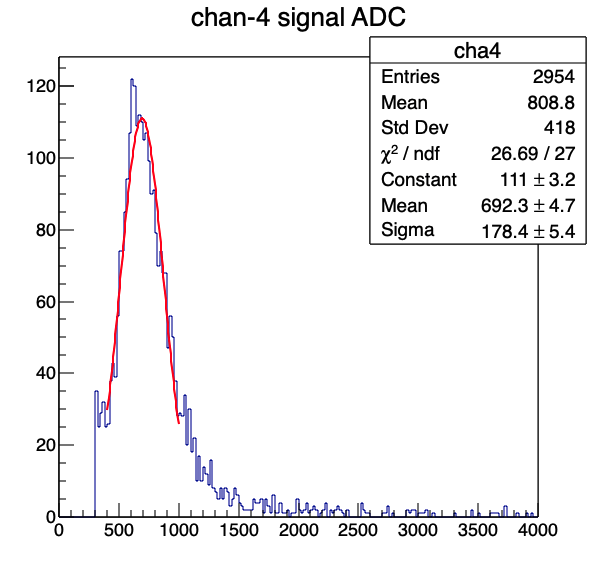 chan-4 signal ADC
cha4
Entries 2954
Mean 808.8
Std Dev 418
χ² / ndf 26.69 / 27
Constant 111 ± 3.2
Mean 692.3 ± 4.7
Sigma 178.4 ± 5.4
120
100
80
60
40
20
0
0 500 1000 1500 2000 2500 3000 3500 4000